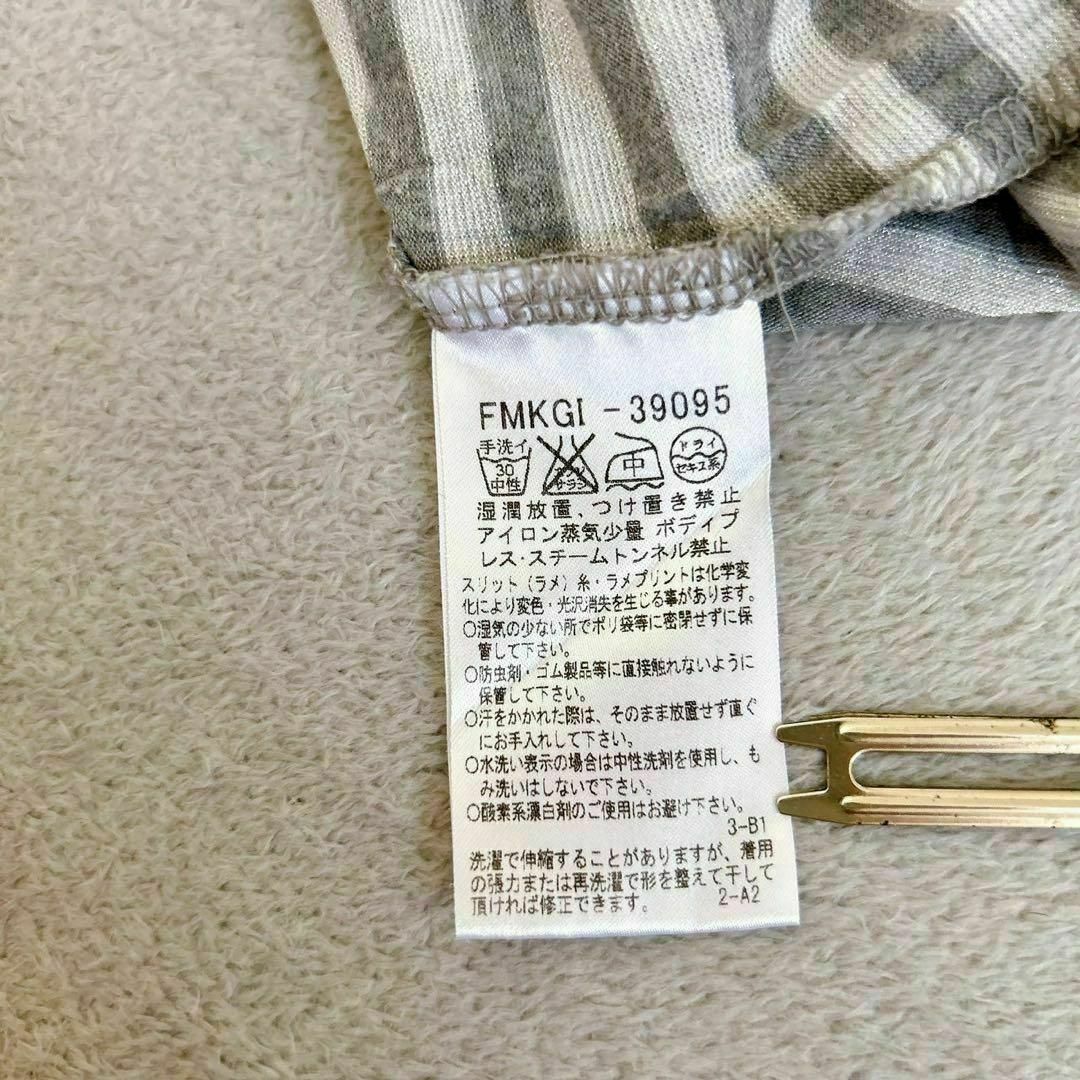 FMKGI-39095
手洗イ
30
中性
エンソ
サラシ
中
ドライ
セキユ系
湿潤放置、つけ置き禁止
アイロン蒸気少量 ボディプ
レス・スチームトンネル禁止
スリット(ラメ)糸・ラメプリントは化学変
化により変色・光沢消失を生じる事があります。
○湿気の少ない所でポリ袋等に密閉せずに保
管して下さい。
○防虫剤・ゴム製品等に直接触れないように
保管して下さい。
○汗をかかれた際は、そのまま放置せず直ぐ
にお手入れして下さい。
○水洗い表示の場合は中性洗剤を使用し、も
み洗いはしないで下さい。
○酸素系漂白剤のご使用はお避け下さい。
3-B1
洗濯で伸縮することがありますが、着用
の張力または再洗濯で形を整えて干して
頂ければ修正できます。
2-A2